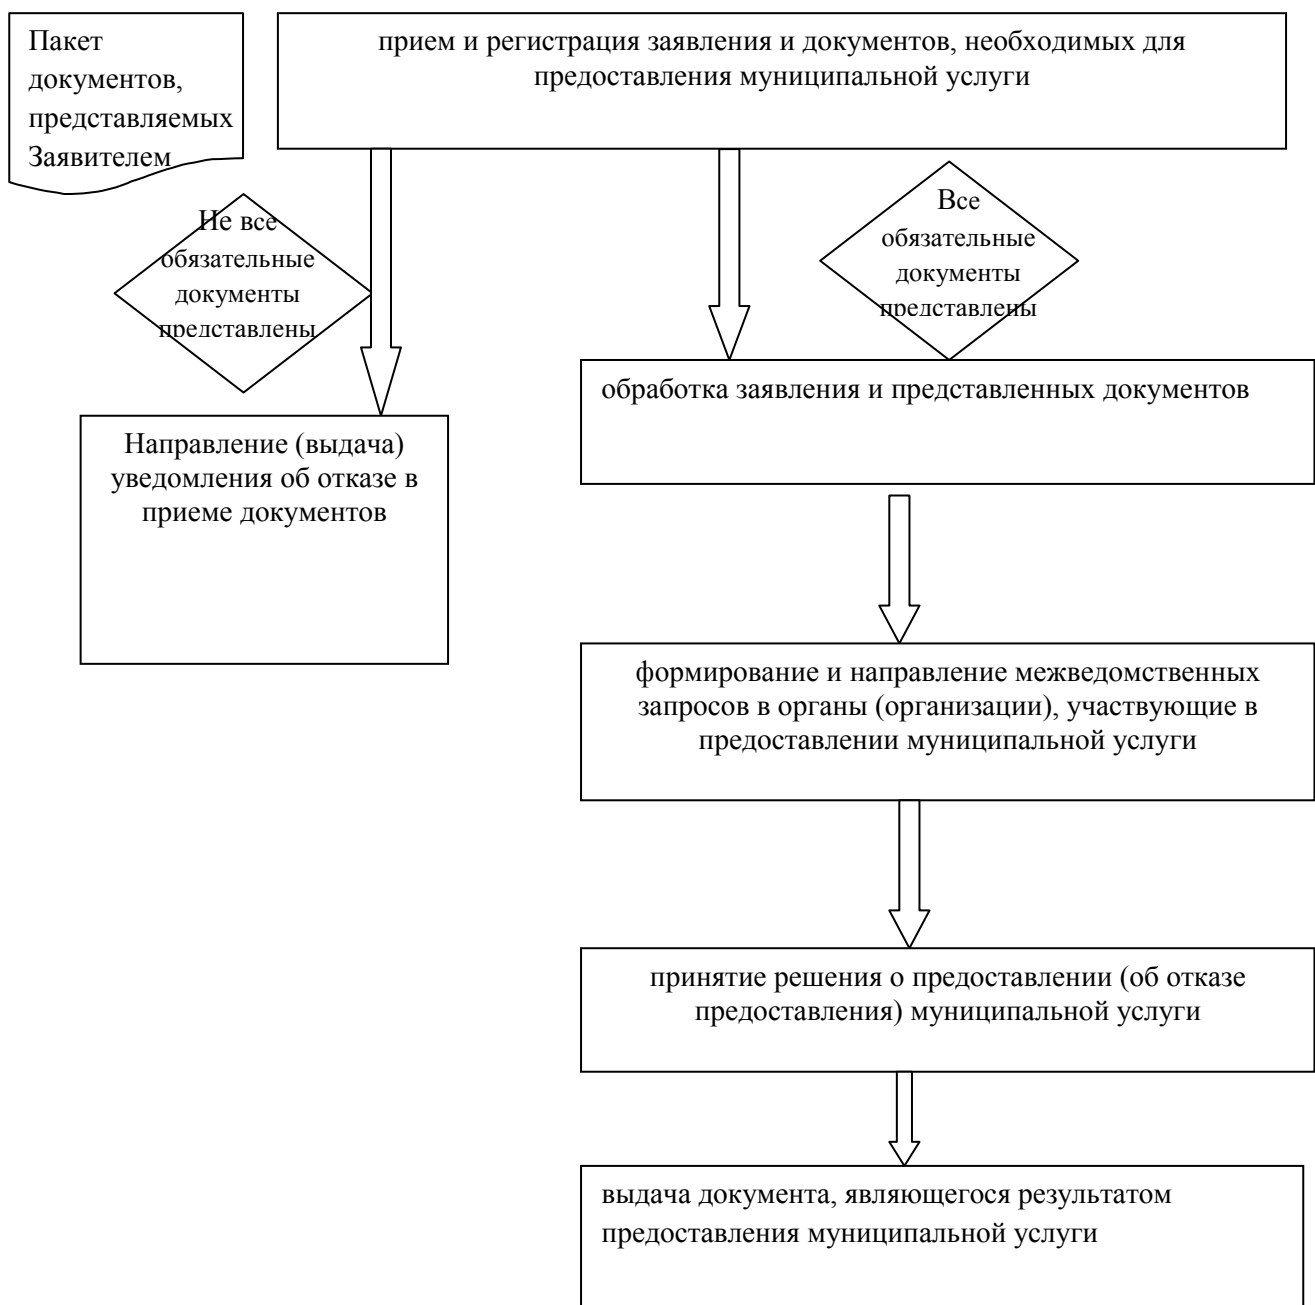 Пакет
документов,
представляемых
Заявителем
прием и регистрация заявления и документов, необходимых для
предоставления муниципальной услуги
Не все
обязательные
документы
представлены
Все
обязательные
документы
представлены
обработка заявления и представленных документов
Направление (выдача)
уведомления об отказе в
приеме документов
формирование и направление межведомственных
запросов в органы (организации), участвующие в
предоставлении муниципальной услуги
принятие решения о предоставлении (об отказе
предоставления) муниципальной услуги
выдача документа, являющегося результатом
предоставления муниципальной услуги